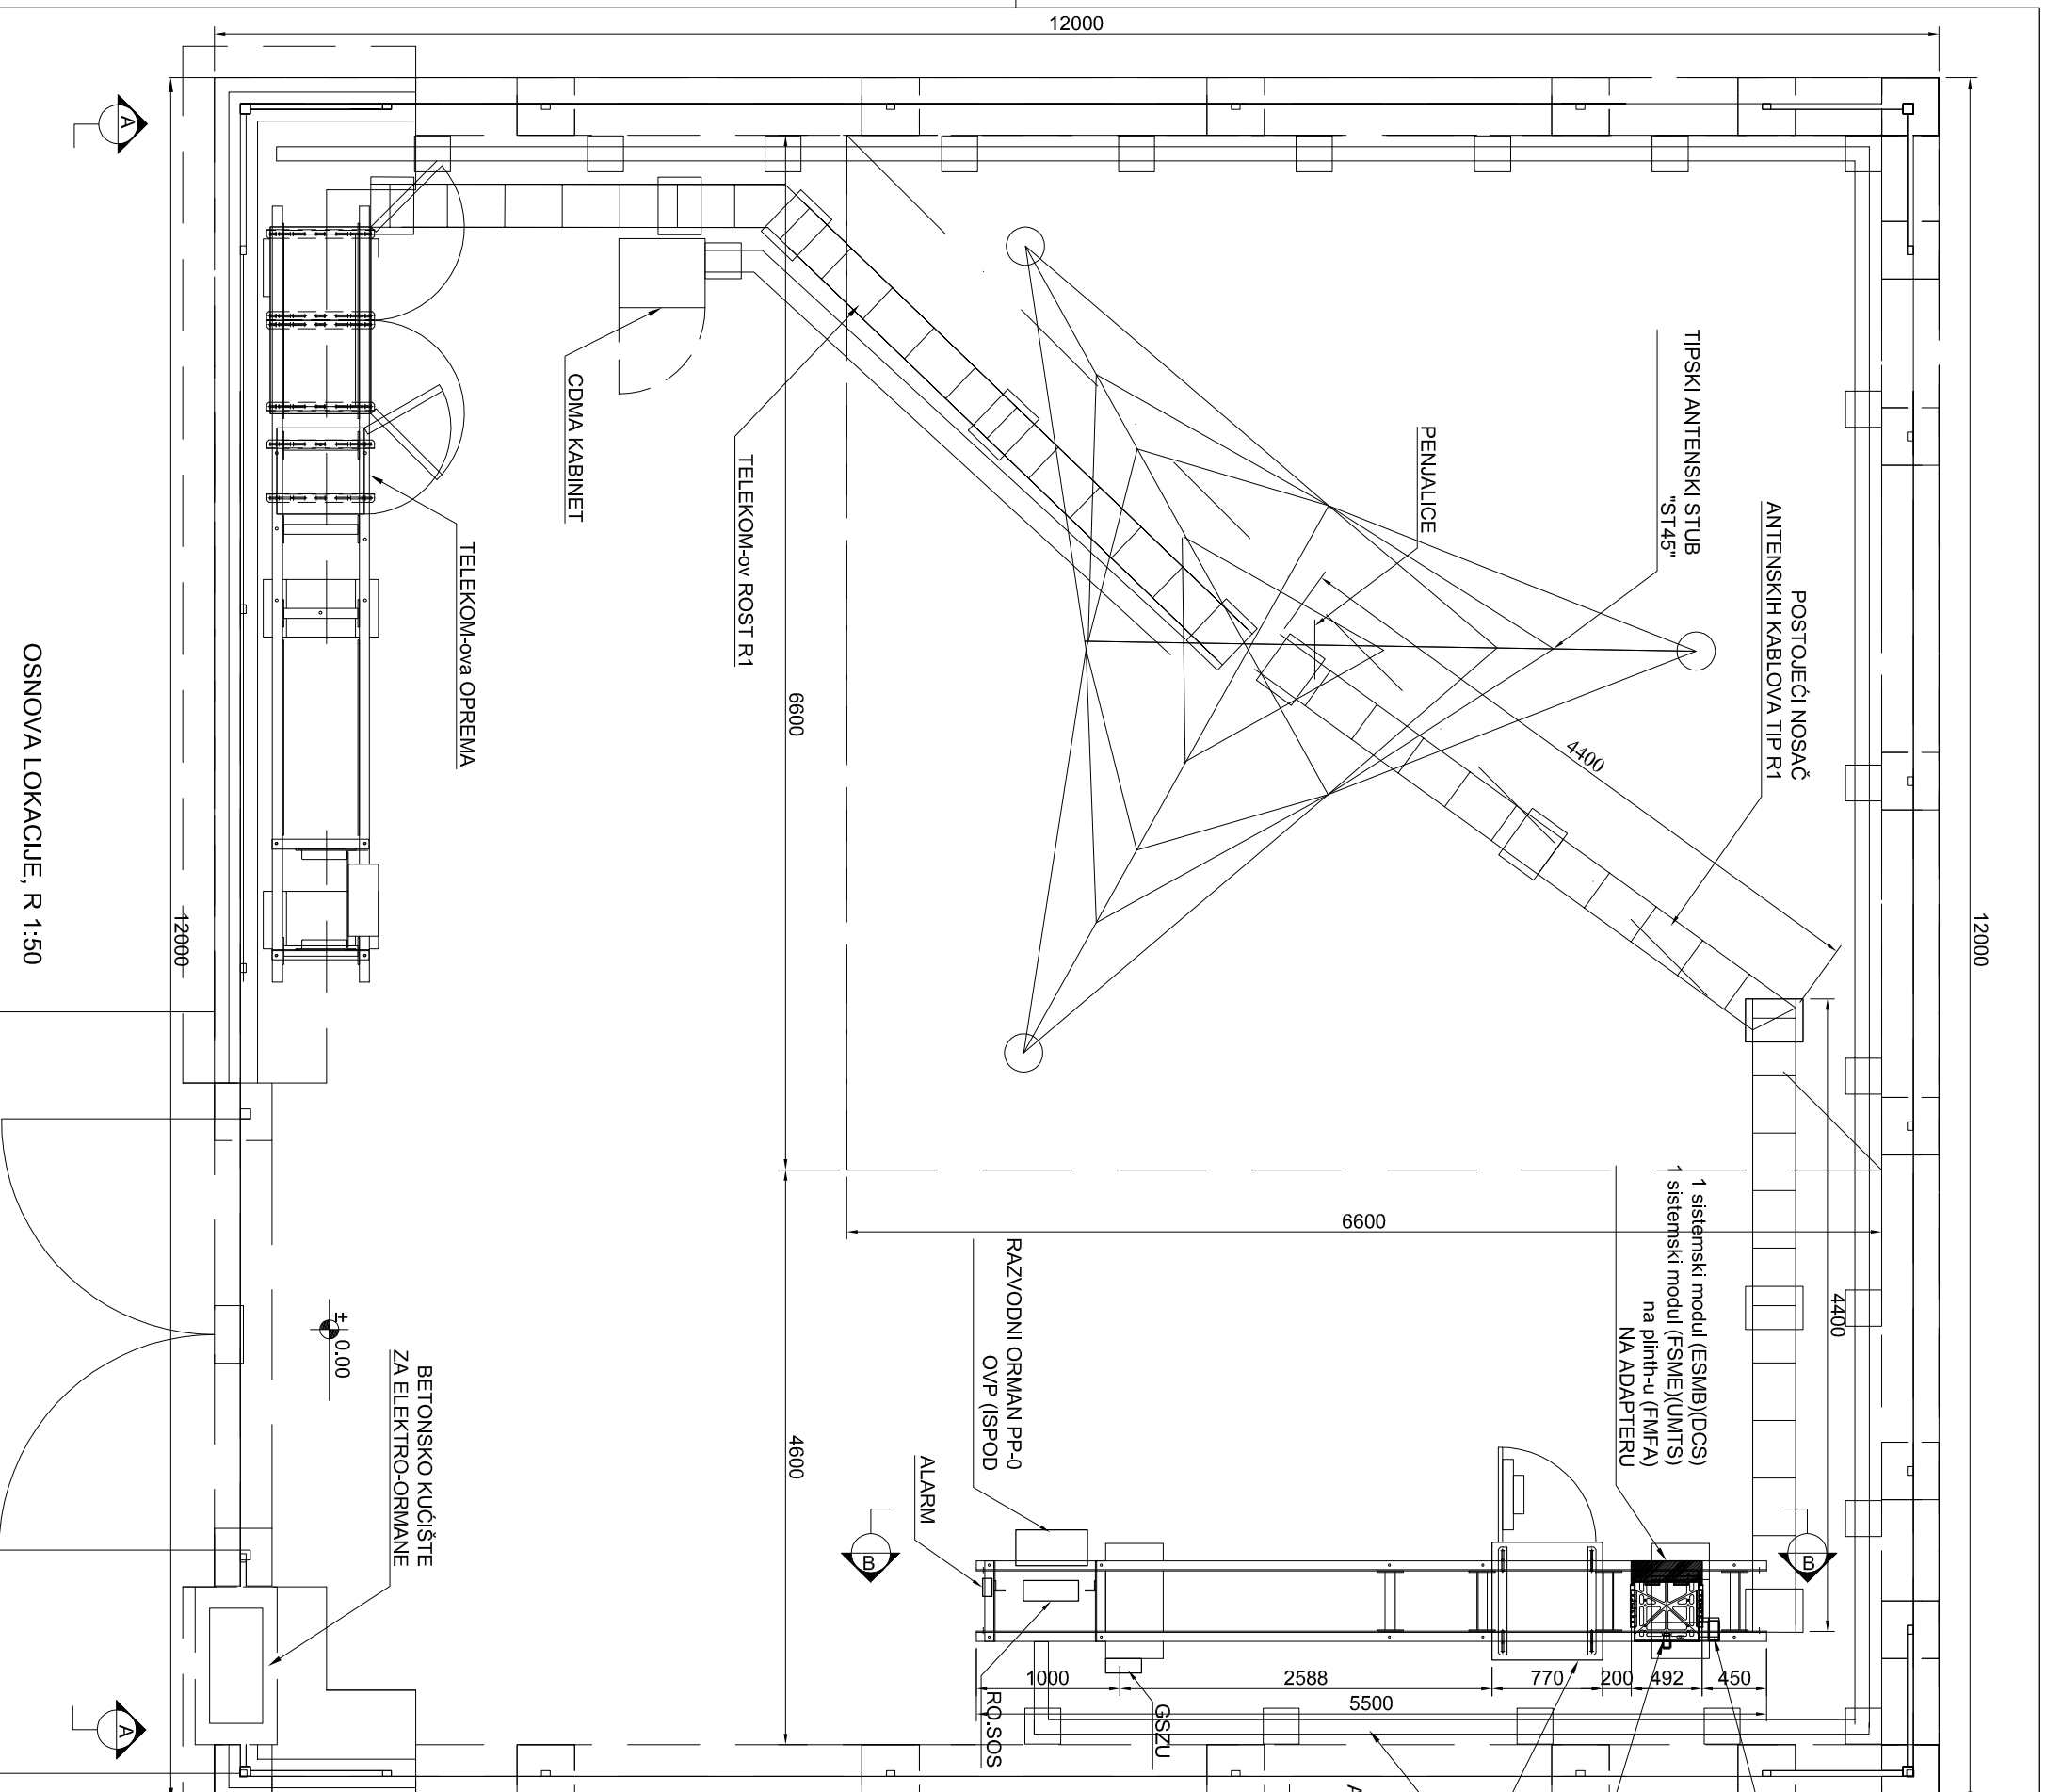 12000
12000
TIPSKI ANTENSKI STUB
"ST45"
POSTOJEĆI NOSAČ
ANTENSKIH KABLOVA TIP R1
PENJALICE
4400
CDMA KABINET
TELEKOM-ov ROST R1
TELEKOM-ova OPREMA
6600
OSNOVA LOKACIJE, R 1:50
12000
6600
4400
1 sistemski modul (ESMB)(DCS)
1 sistemski modul (FSME)(UMTS)
na plinth-u (FMFA)
NA ADAPTERU
RAZVODNI ORMAN PP-0
OVP (ISPOD
ALARM
4600
± 0.00
BETONSKO KUĆIŠTE
ZA ELEKTRO-ORMANE
A
A
B
B
1000
2588
770
200
492
450
5500
RO.SOS
GSZU
A